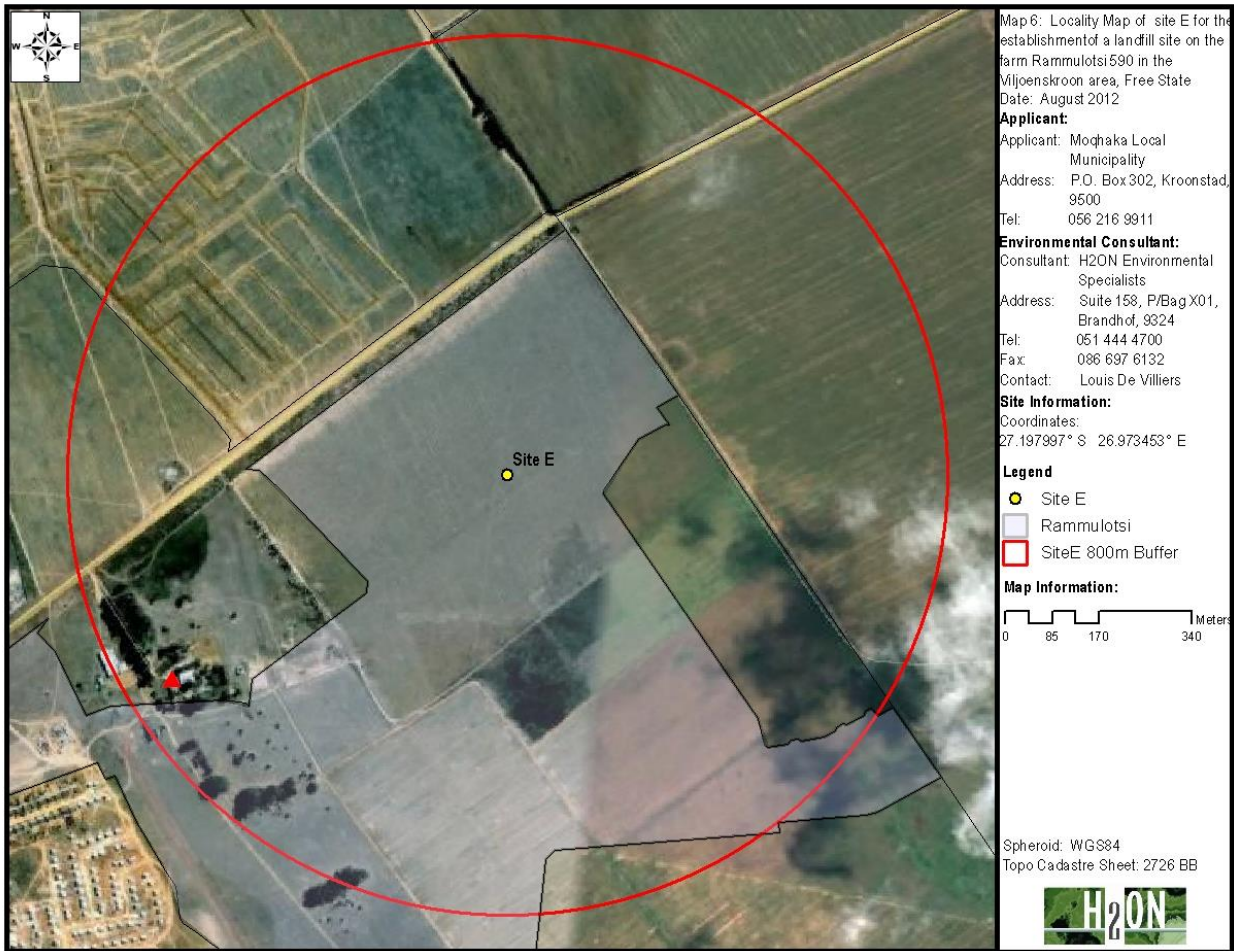 N
W E
S
Site E
Map 6: Locality Map of site E for the
establishmentof a landfill site on the
farm Rammulotsi 590 in the
Viljoenskroon area, Free State
Date: August 2012
Applicant:
Applicant: Moqhaka Local
Municipality
Address: P.O. Box 302, Kroonstad,
9500
Tel: 056 216 9911
Environmental Consultant:
Consultant: H2ON Environmental
Specialists
Address: Suite 158, P/Bag X01,
Brandhof, 9324
Tel: 051 444 4700
Fax: 086 697 6132
Contact: Louis De Villiers
Site Information:
Coordinates:
27.197997° S 26.973453° E
Legend
Site E
Rammulotsi
SiteE 800m Buffer
Map Information:
Meters
0 85 170 340
Spheroid: WGS84
Topo Cadastre Sheet: 2726 BB
H2ON